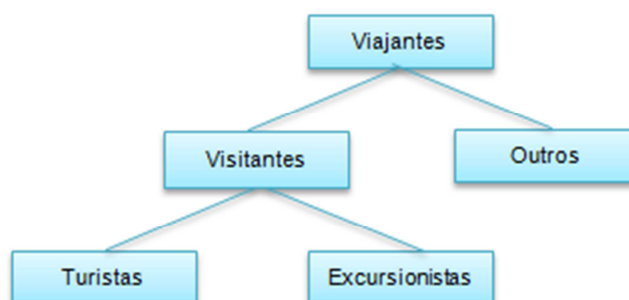 Viajantes
Visitantes
Outros
Turistas
Excursionistas